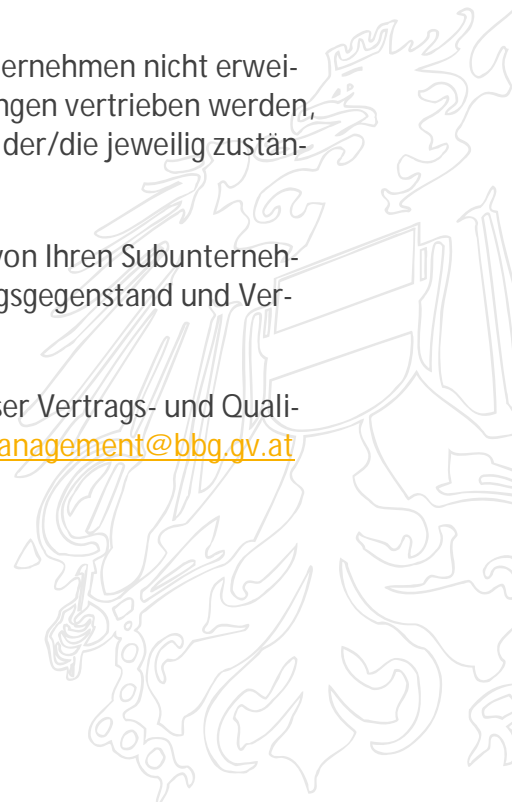 ernehmen nicht erwei-
ngen vertrieben werden,
der/die jeweilig zustän-
von Ihren Subunterneh-
gsgegenstand und Ver-
ser Vertrags- und Quali-
anagement@bbg.gv.at